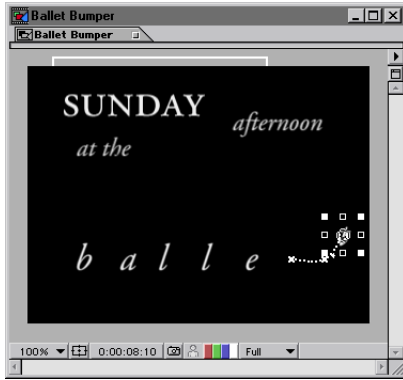 Ballet Bumper
Ballet Bumper
SUNDAY
afternoon
at the
b a l l e
100% 0:00:08:10 Full